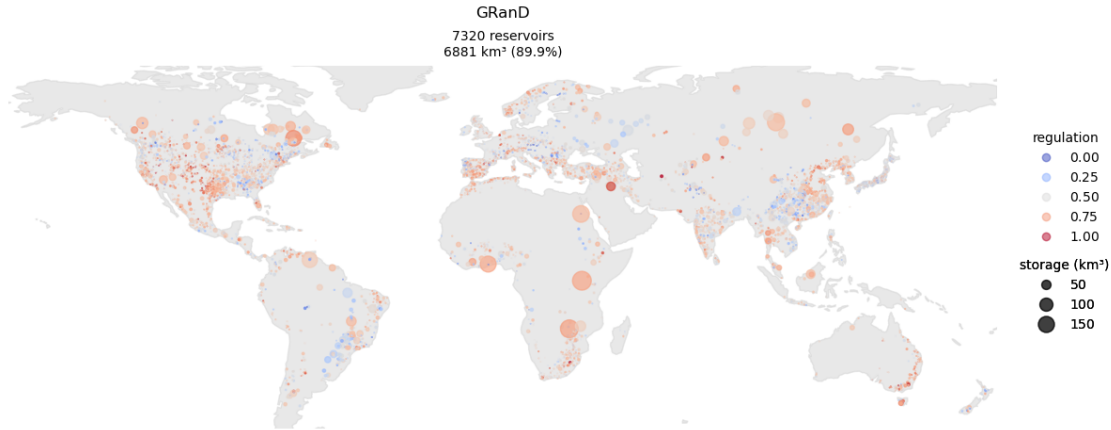 GRanD
7320 reservoirs
6881 km³ (89.9%)
regulation
0.00
0.25
0.50
0.75
1.00
storage (km³)
50
100
150